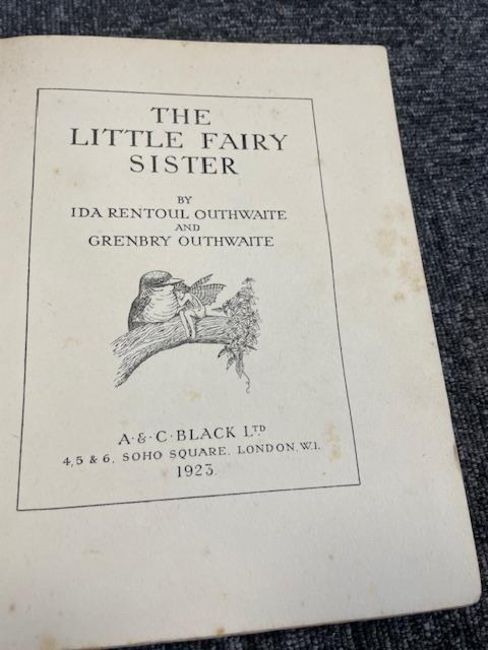 THE
LITTLE FAIRY
SISTER
BY
IDA RENTOUL OUTHWAITE
AND
GRENBRY OUTHWAITE
A·&·C·BLACK LTD
4, 5 & 6, SOHO SQUARE. LONDON. W.1.
1923